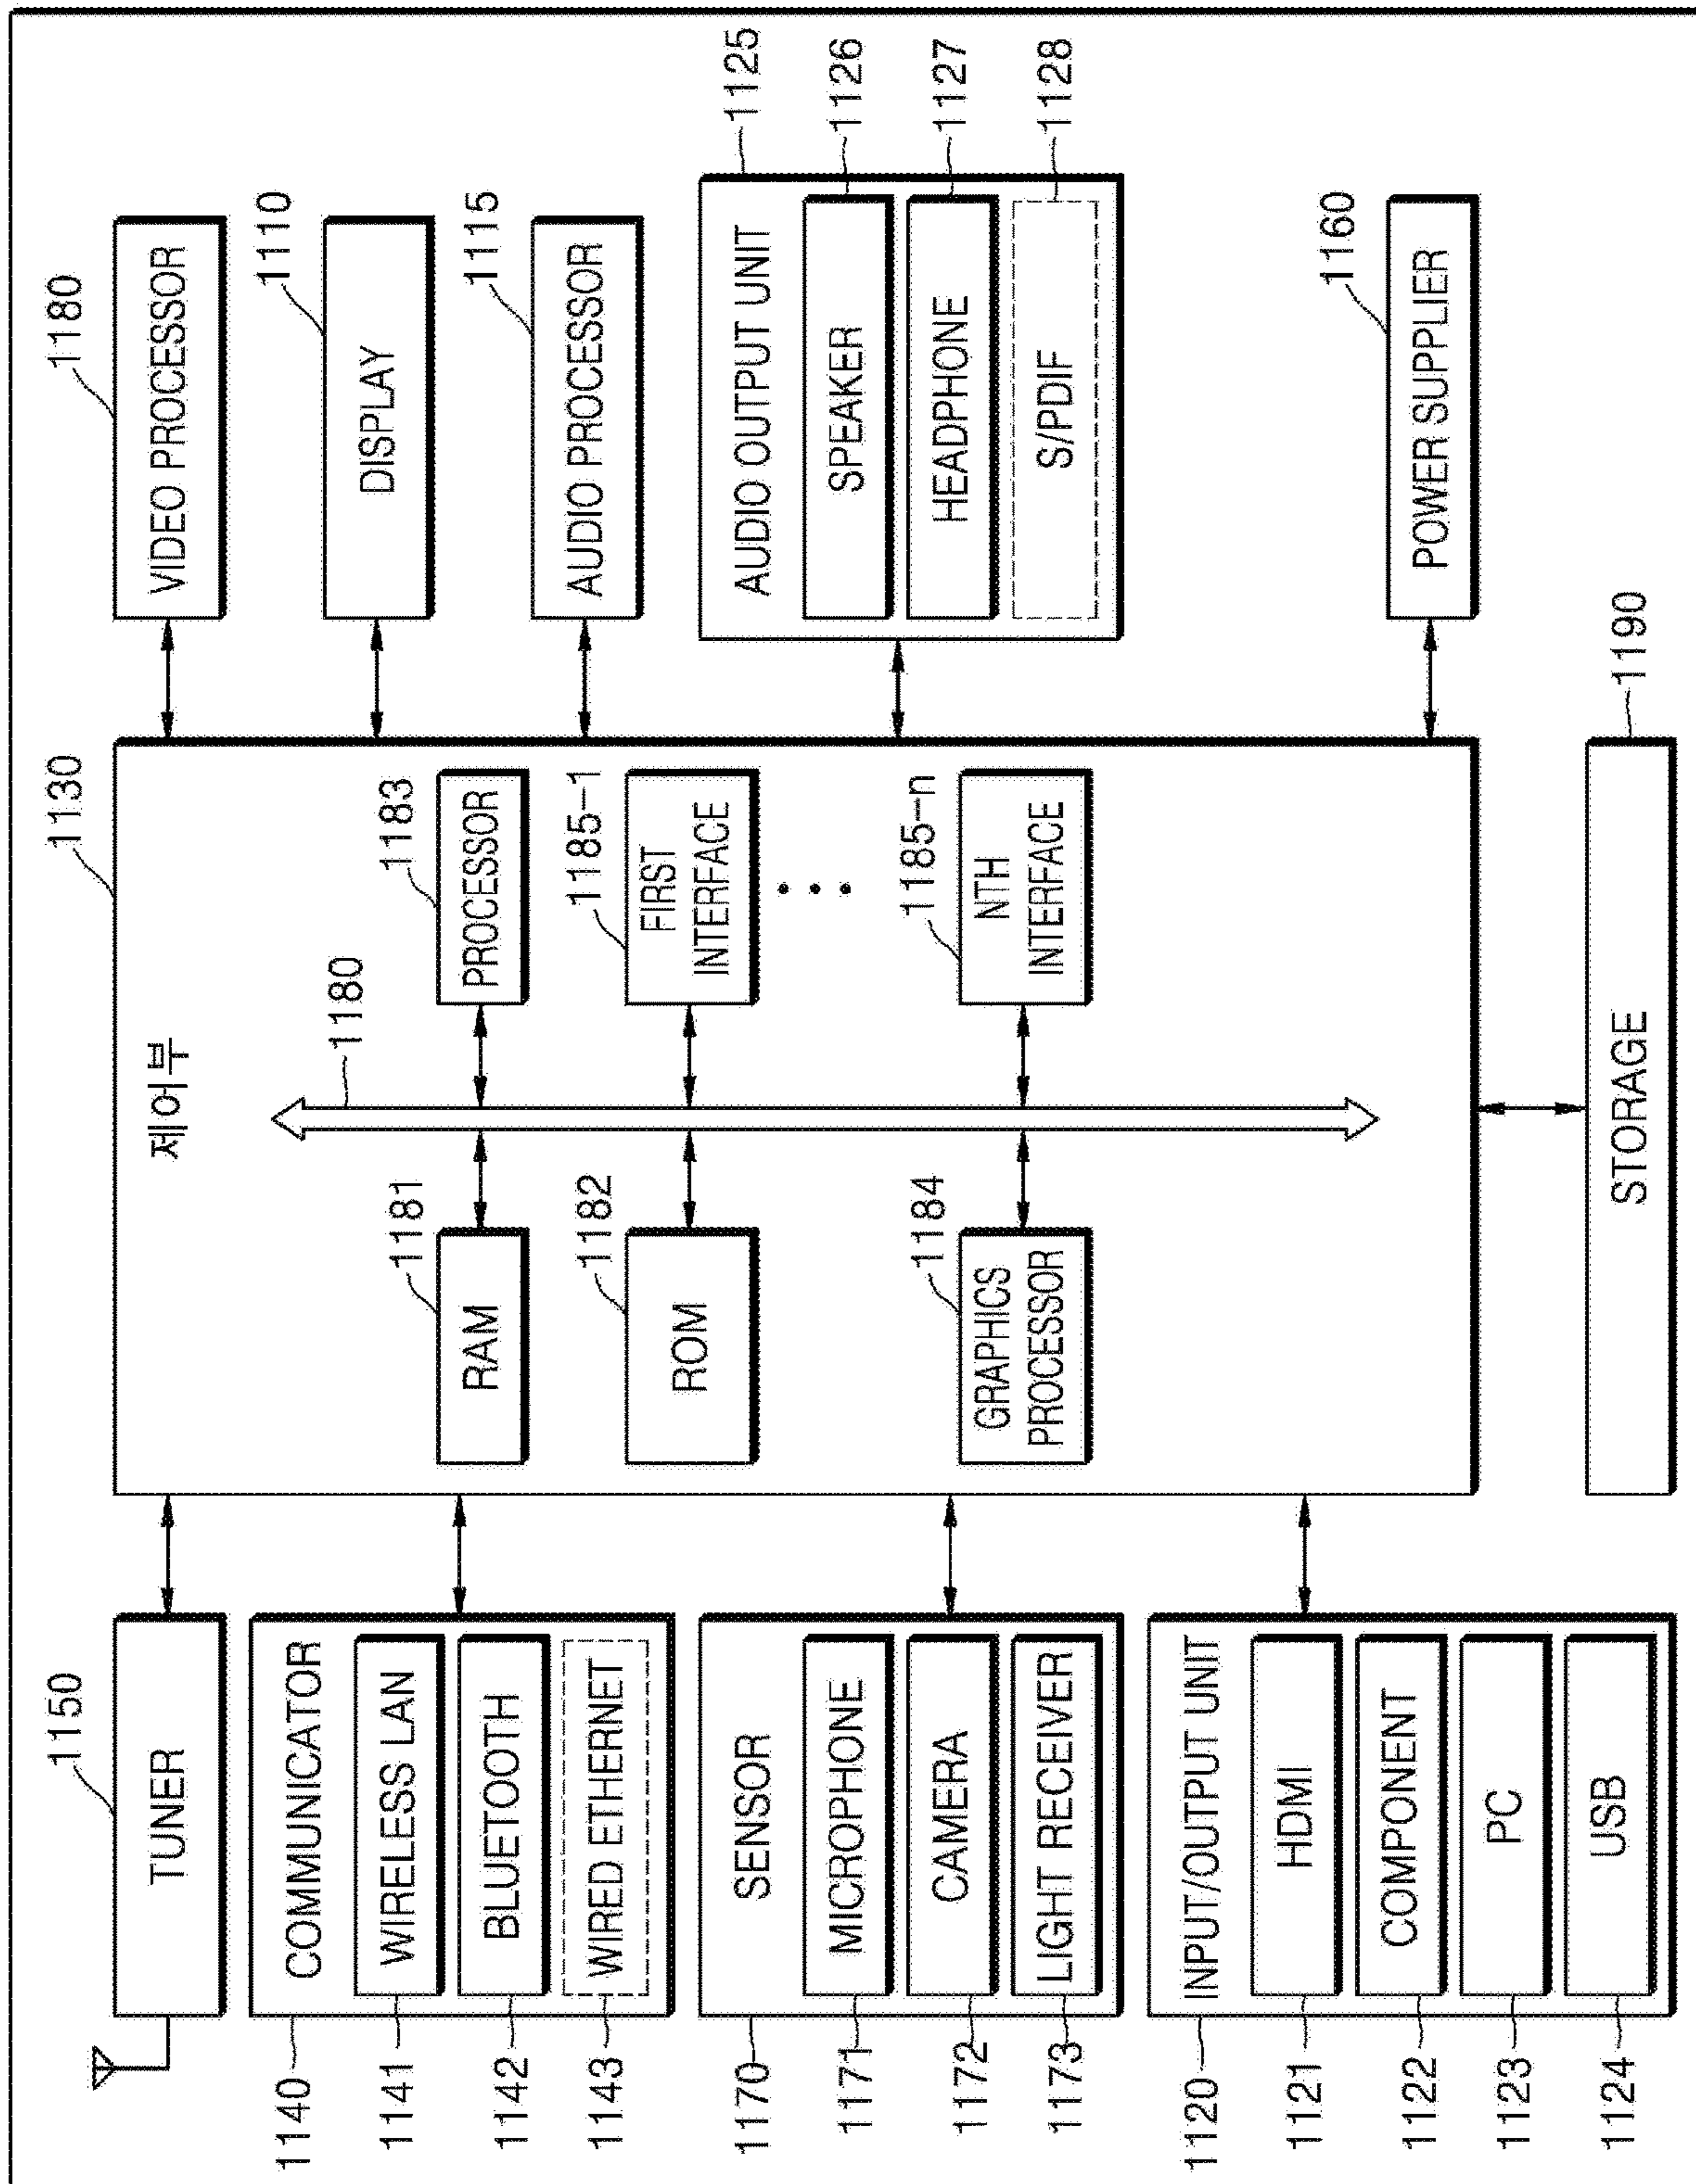 1150
TUNER
1140
COMMUNICATOR
1141
WIRELESS LAN
1142
BLUETOOTH
1143
WIRED ETHERNET
1170
SENSOR
1171
MICROPHONE
1172
CAMERA
1173
LIGHT RECEIVER
1120
INPUT/OUTPUT UNIT
1121
HDMI
1122
COMPONENT
1123
PC
1124
USB
1130
제어부
1180
1181
RAM
1182
ROM
1184
GRAPHICS
PROCESSOR
1183
PROCESSOR
1185-1
FIRST
INTERFACE
1185-n
NTH
INTERFACE
1190
STORAGE
1180
VIDEO PROCESSOR
1110
DISPLAY
1115
AUDIO PROCESSOR
1125
AUDIO OUTPUT UNIT
1126
SPEAKER
1127
HEADPHONE
1128
S/PDIF
1160
POWER SUPPLIER